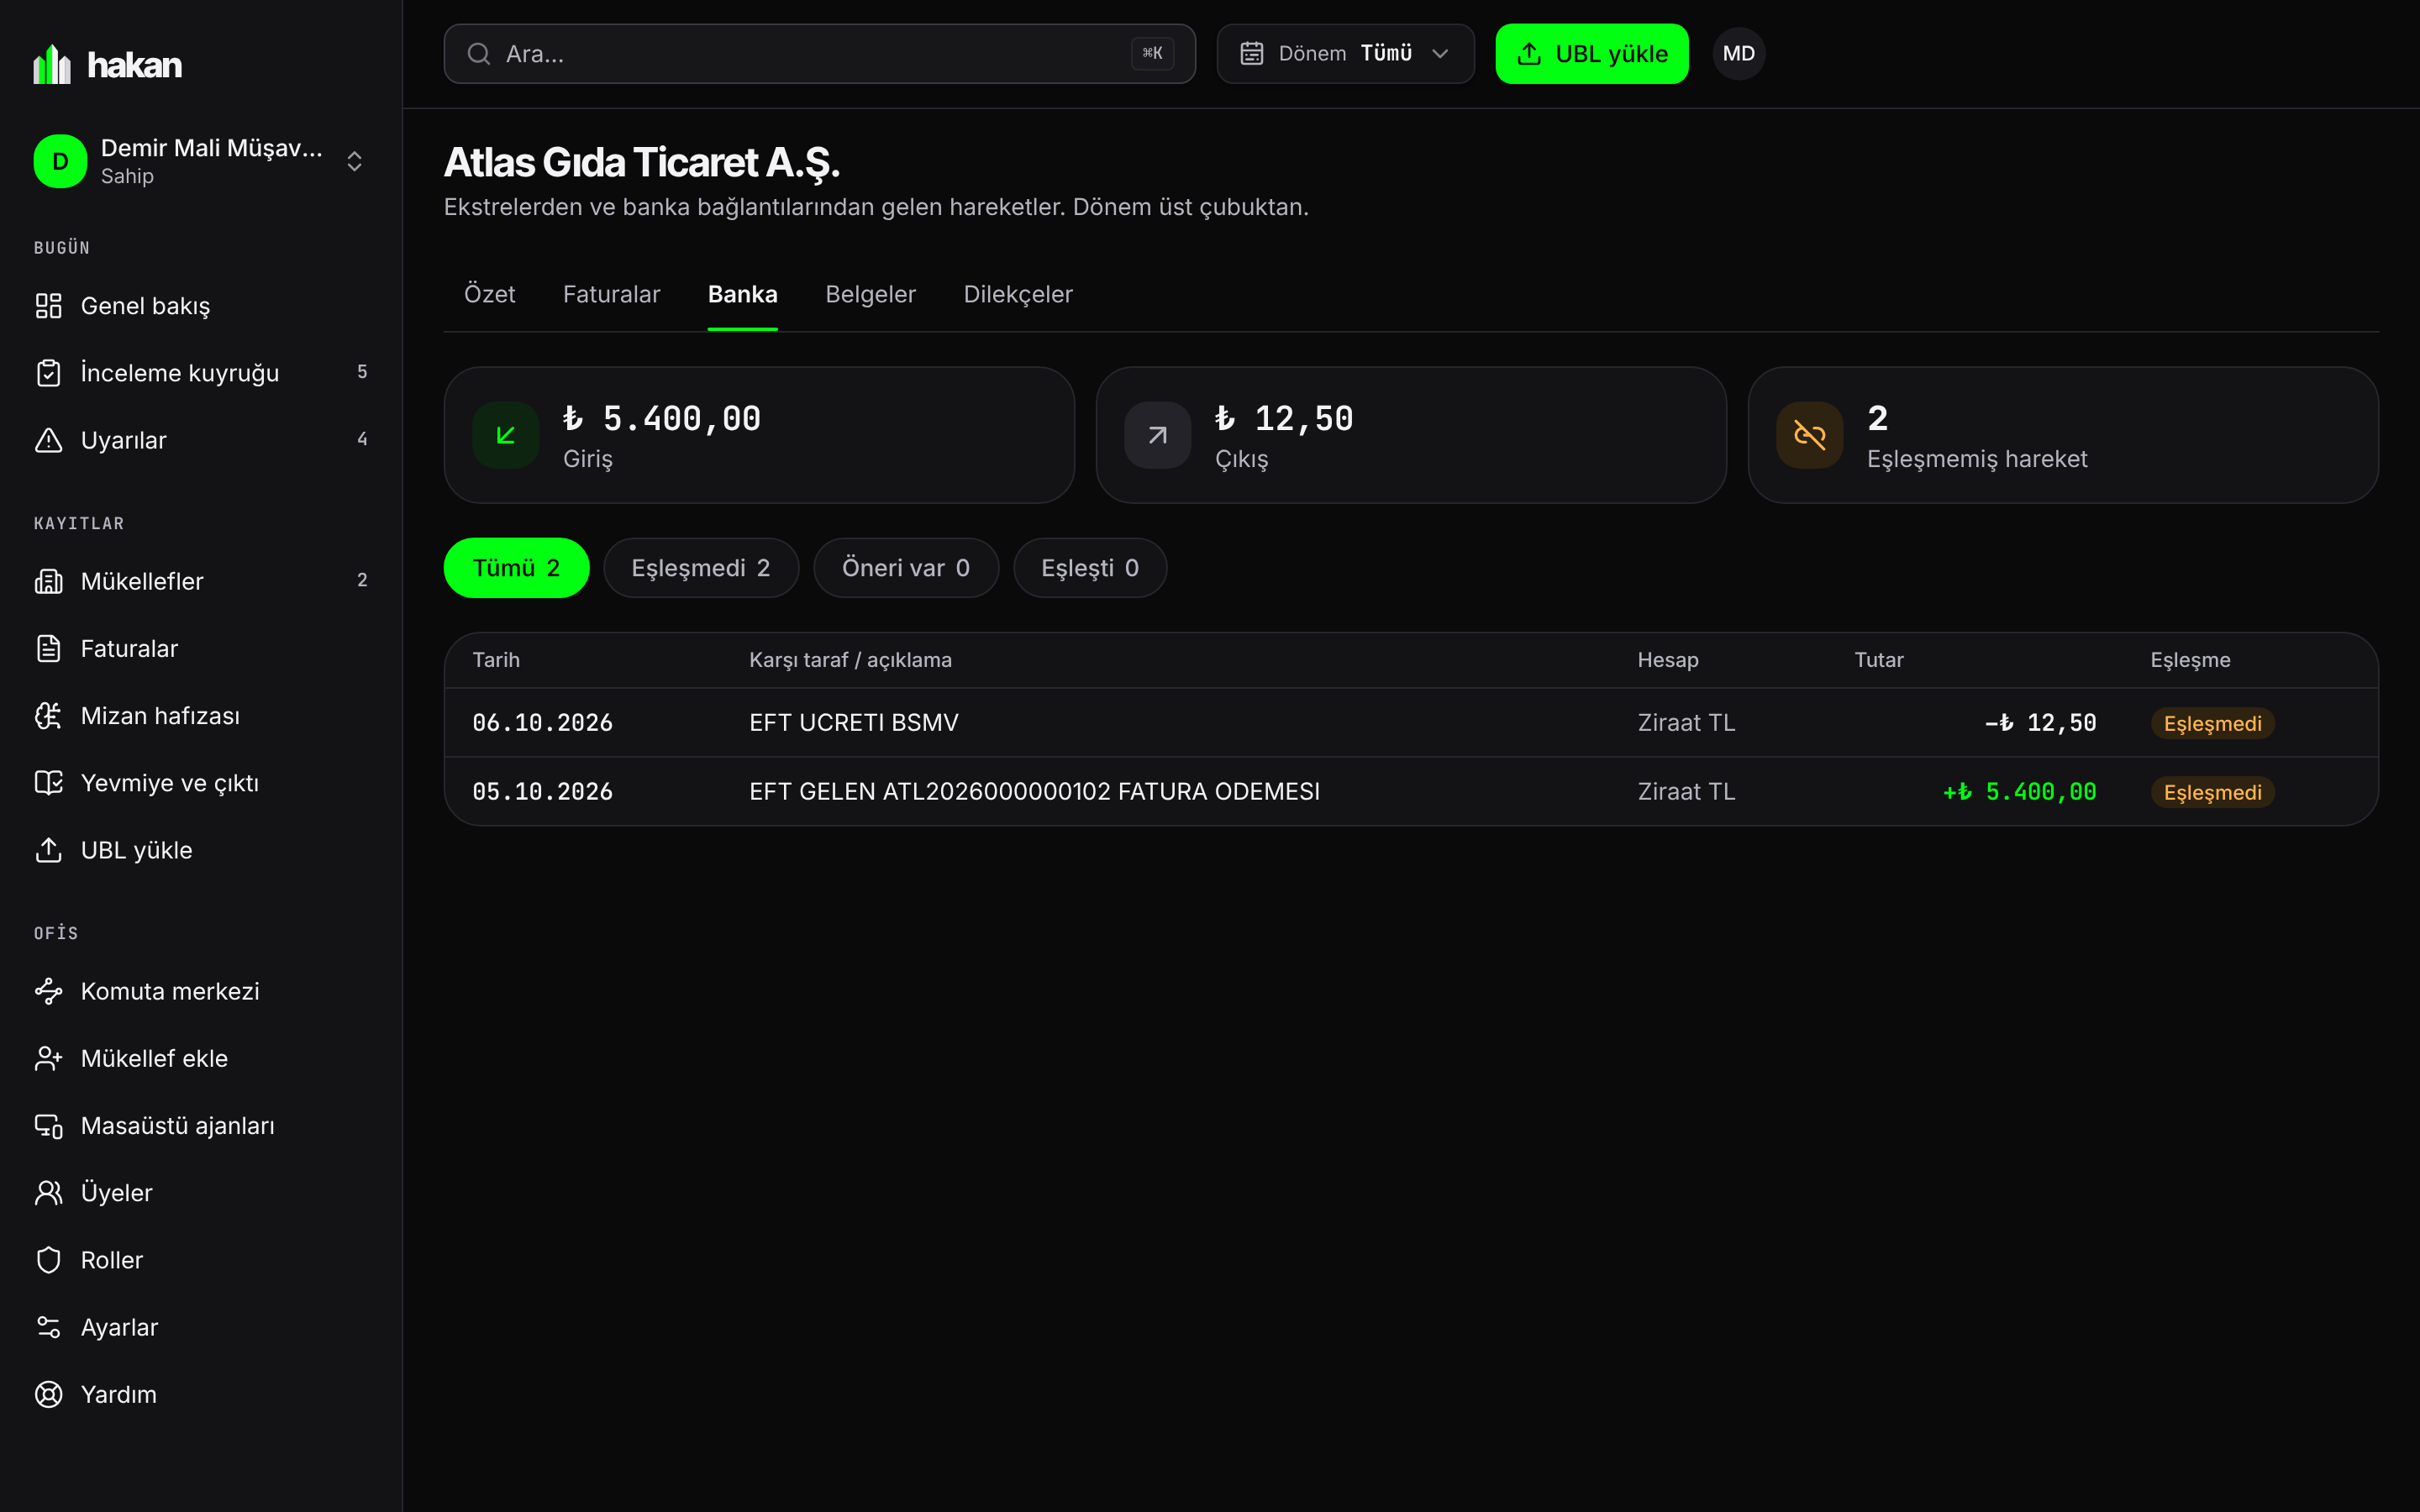 hakan
Ara...
⌘K
Dönem Tümü
UBL yükle
MD
D
Demir Mali Müşav...
Sahip
BUGÜN
Genel bakış
İnceleme kuyruğu 5
Uyarılar 4
KAYITLAR
Mükellefler 2
Faturalar
Mizan hafızası
Yevmiye ve çıktı
UBL yükle
OFİS
Komuta merkezi
Mükellef ekle
Masaüstü ajanları
Üyeler
Roller
Ayarlar
Yardım
Atlas Gıda Ticaret A.Ş.
Ekstrelerden ve banka bağlantılarından gelen hareketler. Dönem üst çubuktan.
Özet Faturalar Banka Belgeler Dilekçeler
₺ 5.400,00
Giriş
₺ 12,50
Çıkış
2
Eşleşmemiş hareket
Tümü 2 Eşleşmedi 2 Öneri var 0 Eşleşti 0
Tarih Karşı taraf / açıklama Hesap Tutar Eşleşme
06.10.2026 EFT UCRETI BSMV Ziraat TL −₺ 12,50 Eşleşmedi
05.10.2026 EFT GELEN ATL2026000000102 FATURA ODEMESI Ziraat TL +₺ 5.400,00 Eşleşmedi